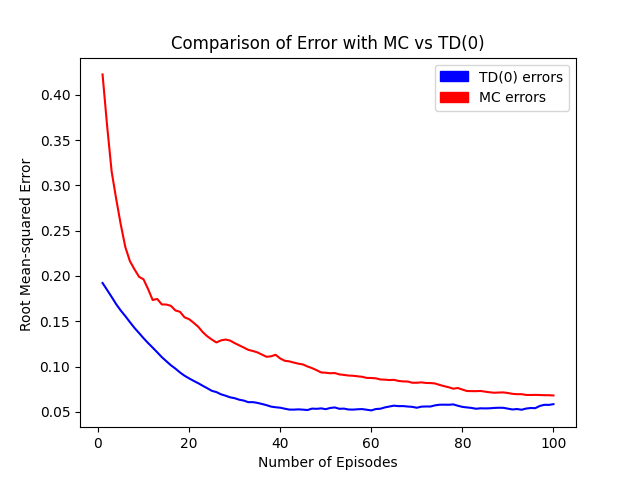 Comparison of Error with MC vs TD(0)
TD(0) errors
MC errors
Root Mean-squared Error
0.40
0.35
0.30
0.25
0.20
0.15
0.10
0.05
0 20 40 60 80 100
Number of Episodes